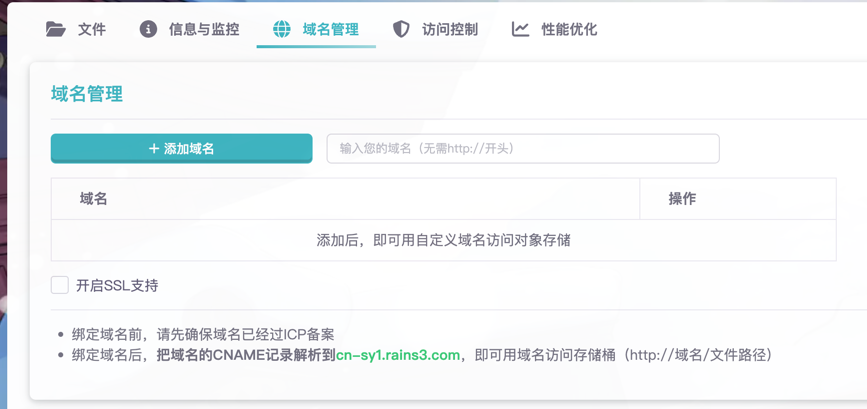 文件 信息与监控 域名管理 访问控制 性能优化
域名管理
+ 添加域名 输入您的域名（无需http://开头）
域名 操作
添加后，即可用自定义域名访问对象存储
开启SSL支持
• 绑定域名前，请先确保域名已经过ICP备案
• 绑定域名后，把域名的CNAME记录解析到cn-sy1.rains3.com，即可用域名访问存储桶（http://域名/文件路径）